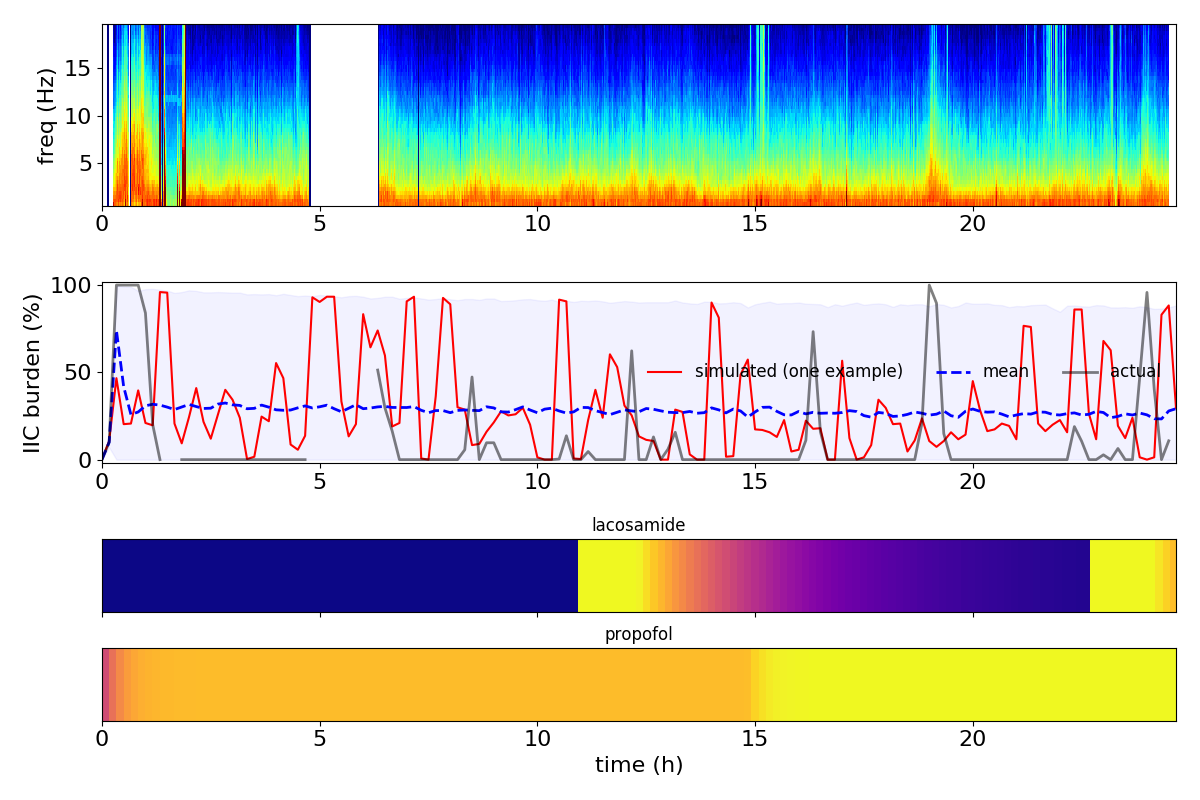 freq (Hz)
15
10
5
0 5 10 15 20
IIC burden (%)
100
50
0
simulated (one example) mean actual
0 5 10 15 20
lacosamide
propofol
0 5 10 15 20
time (h)